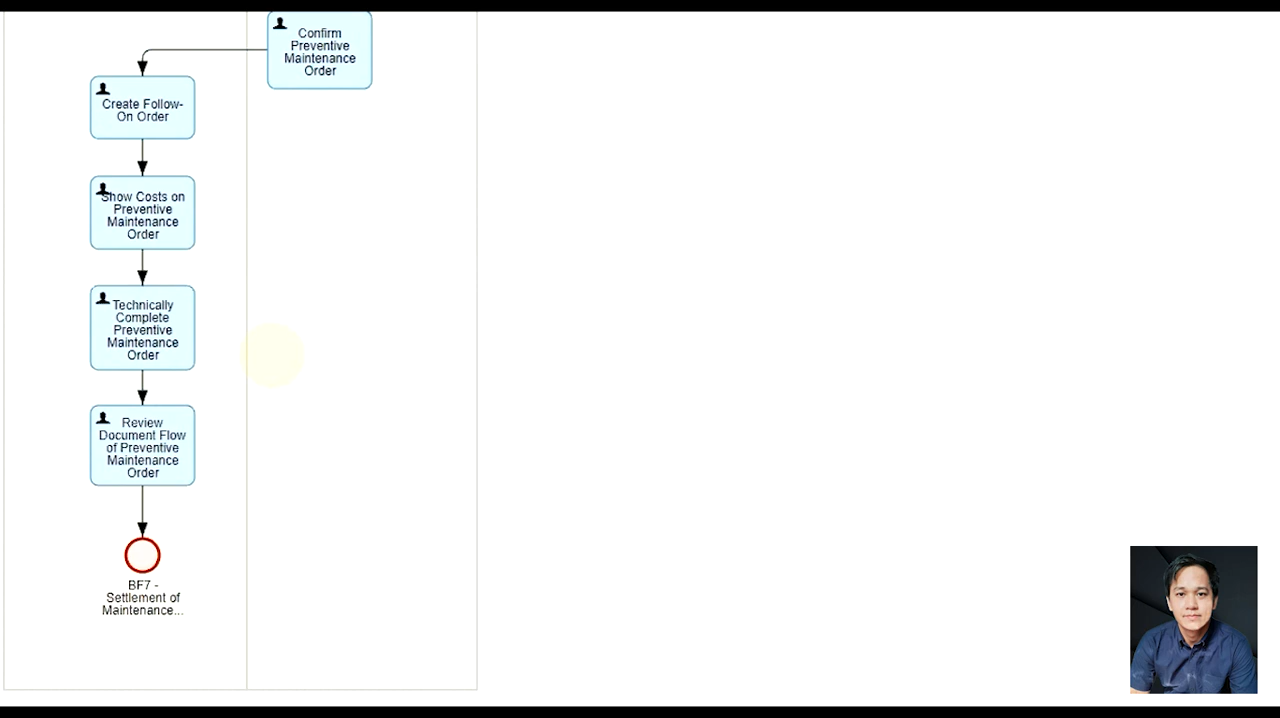 Confirm
Preventive
Maintenance
Order
Create Follow-
On Order
Show Costs on
Preventive
Maintenance
Order
Technically
Complete
Preventive
Maintenance
Order
Review
Document Flow
of Preventive
Maintenance
Order
BF7 -
Settlement of
Maintenance...